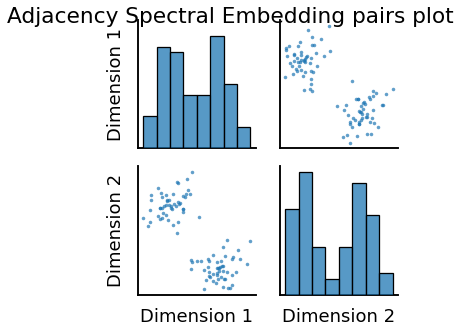 Adjacency Spectral Embedding pairs plot
Dimension 1
Dimension 2
Dimension 1
Dimension 2